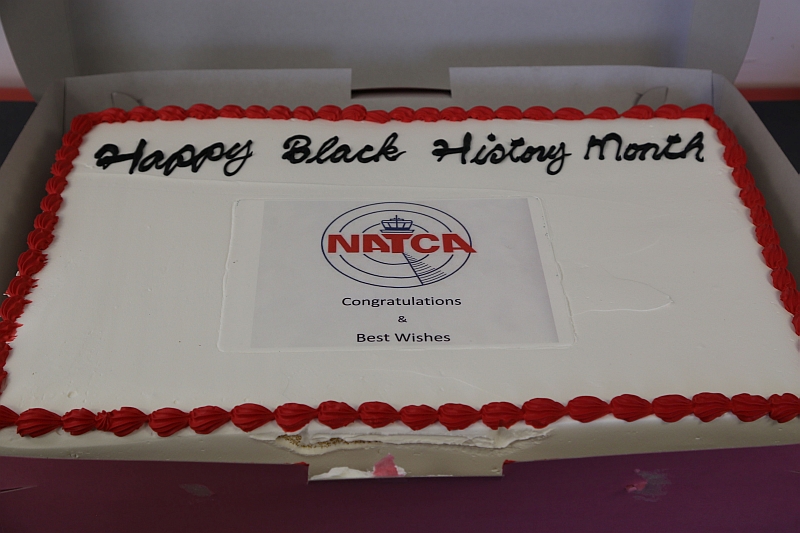 Happy Black History Month
NATCA
Congratulations
&
Best Wishes